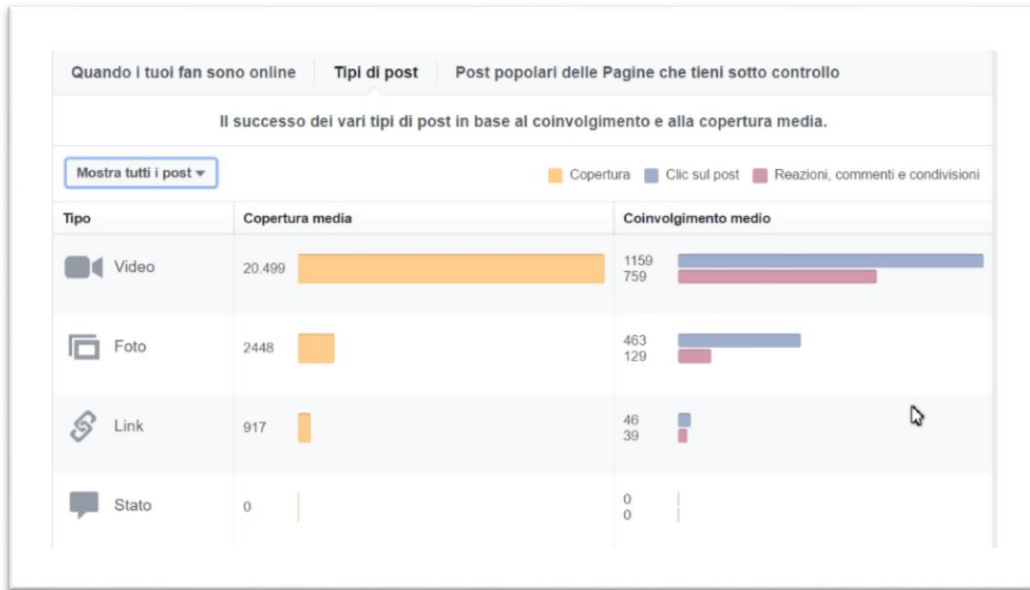 Quando i tuoi fan sono online Tipi di post Post popolari delle Pagine che tieni sotto controllo
Il successo dei vari tipi di post in base al coinvolgimento e alla copertura media.
Mostra tutti i post Copertura Clic sul post Reazioni, commenti e condivisioni
Tipo Copertura media Coinvolgimento medio
Video 20.499 1159
759
Foto 2448 463
129
Link 917 46
39
Stato 0 0
0